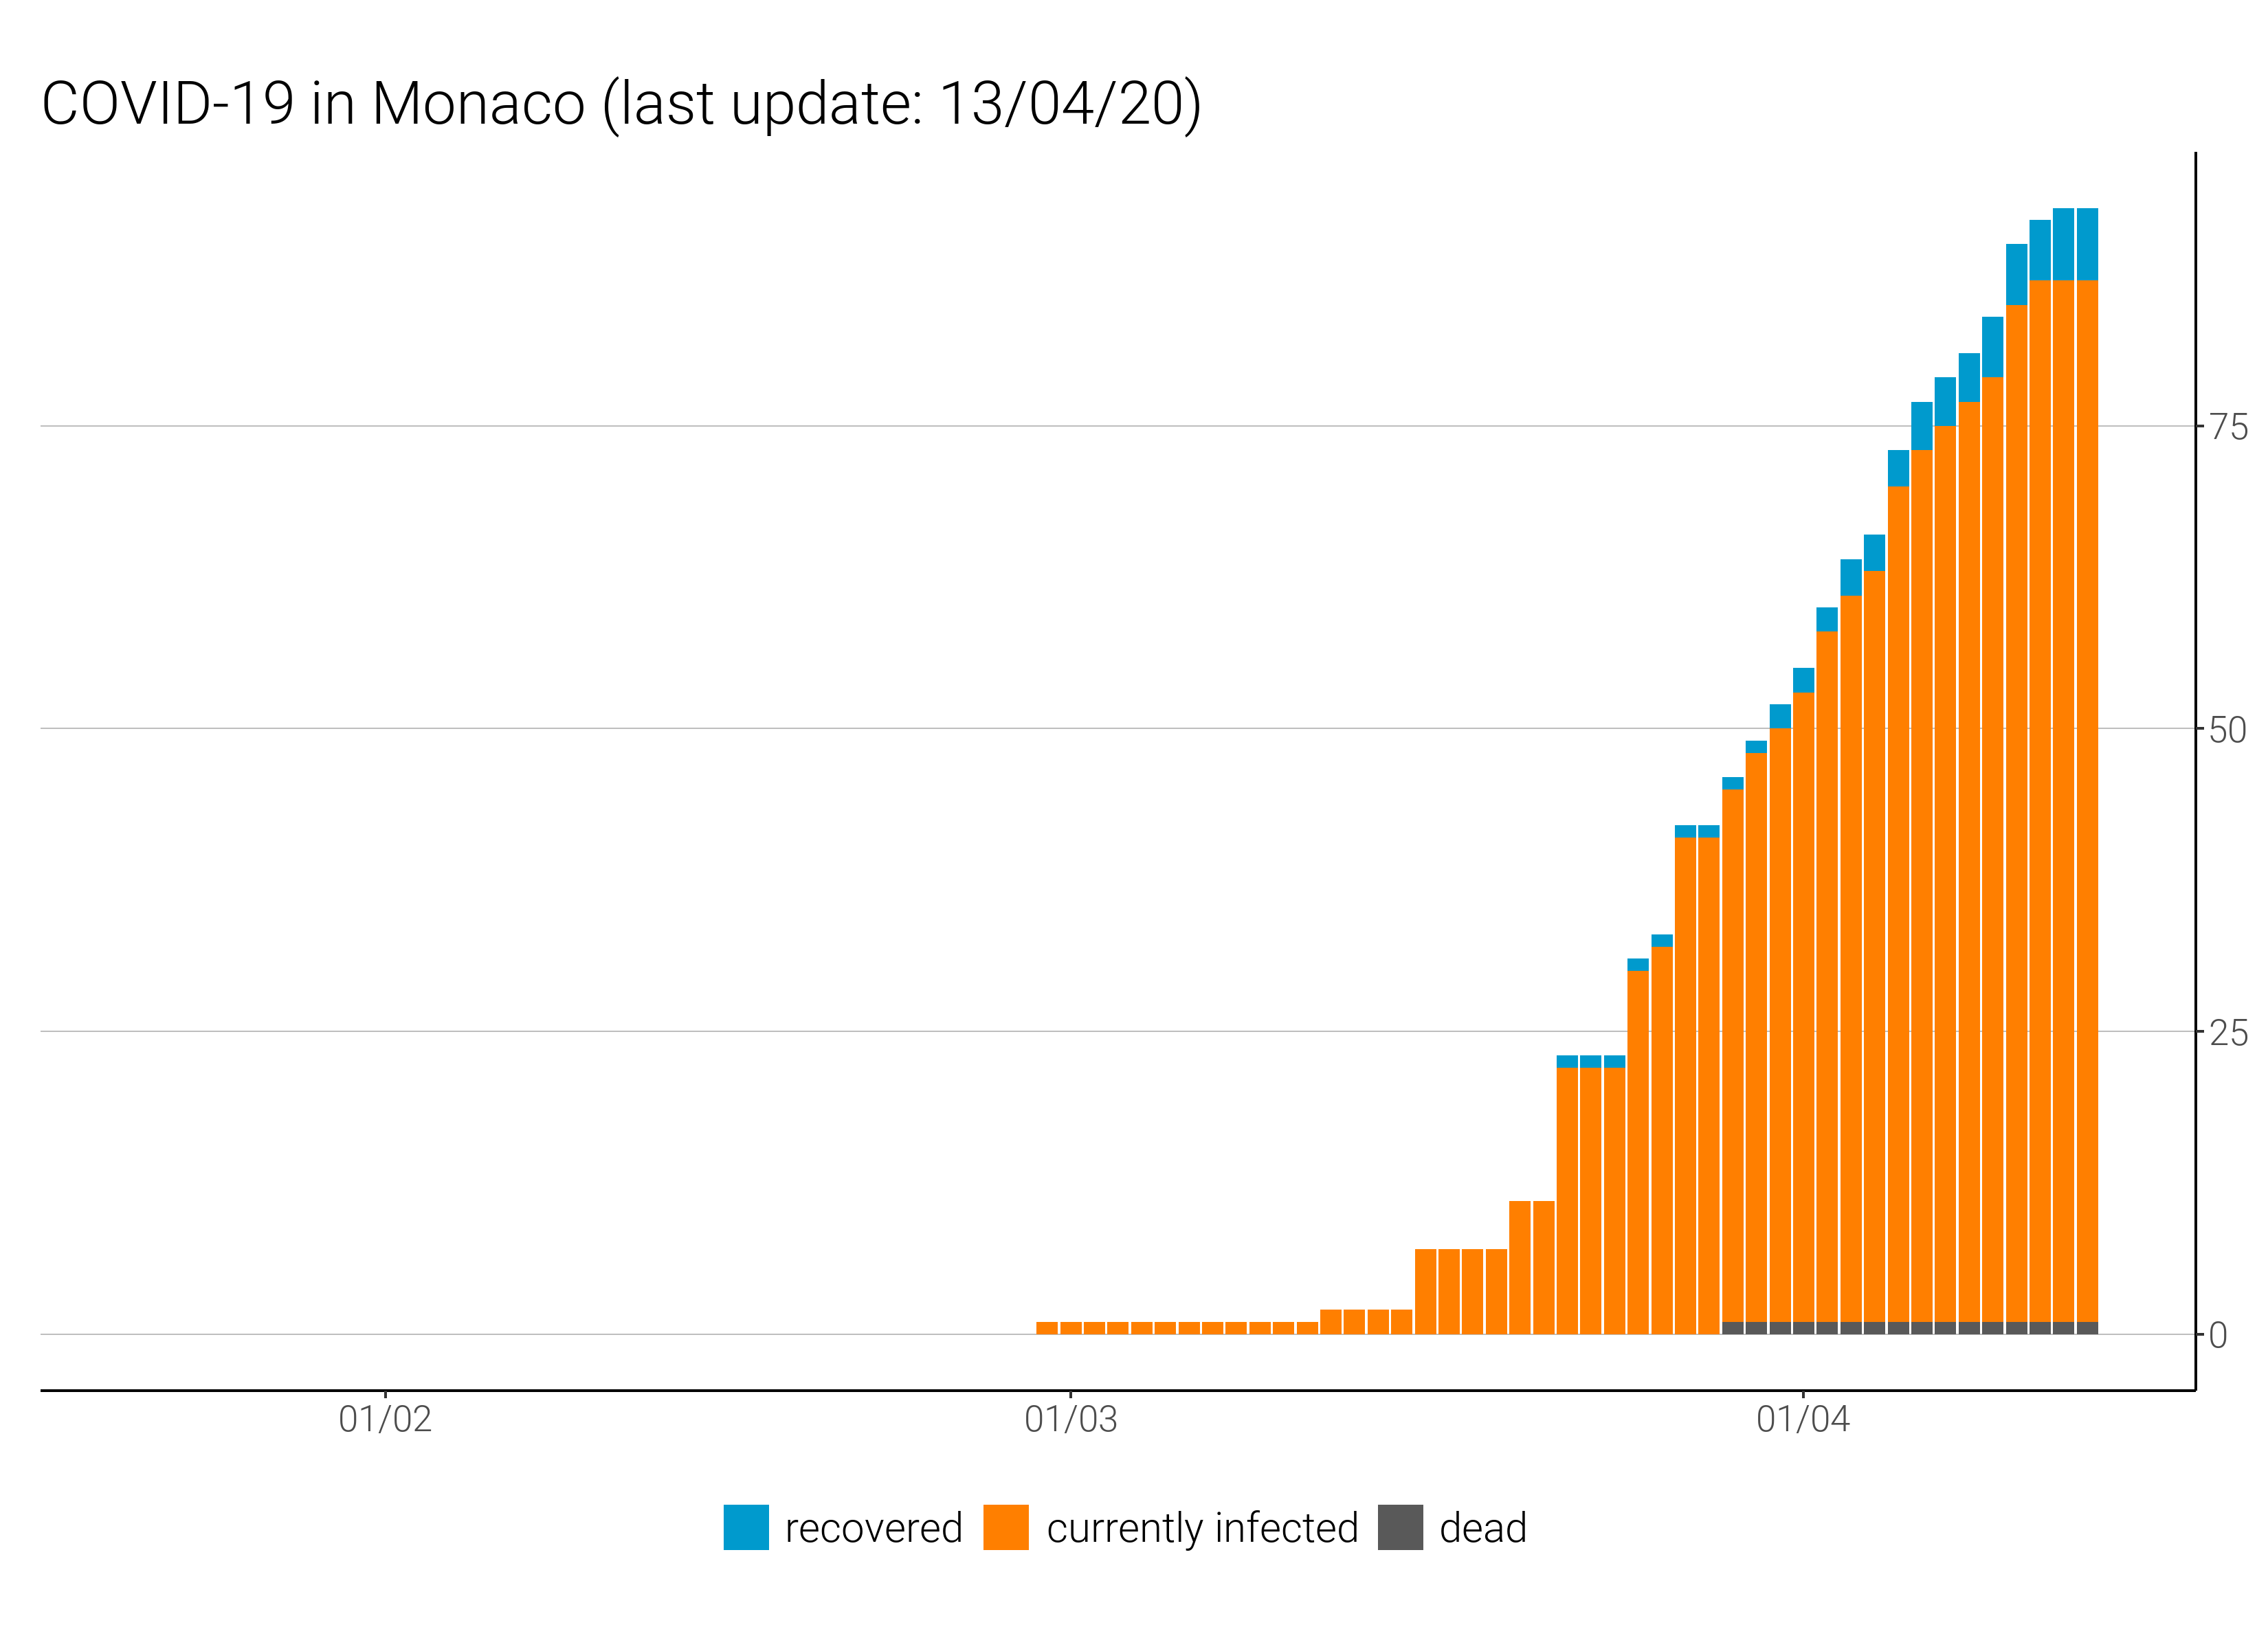 COVID-19 in Monaco (last update: 13/04/20)
75
50
25
0
01/02 01/03 01/04
recovered currently infected dead